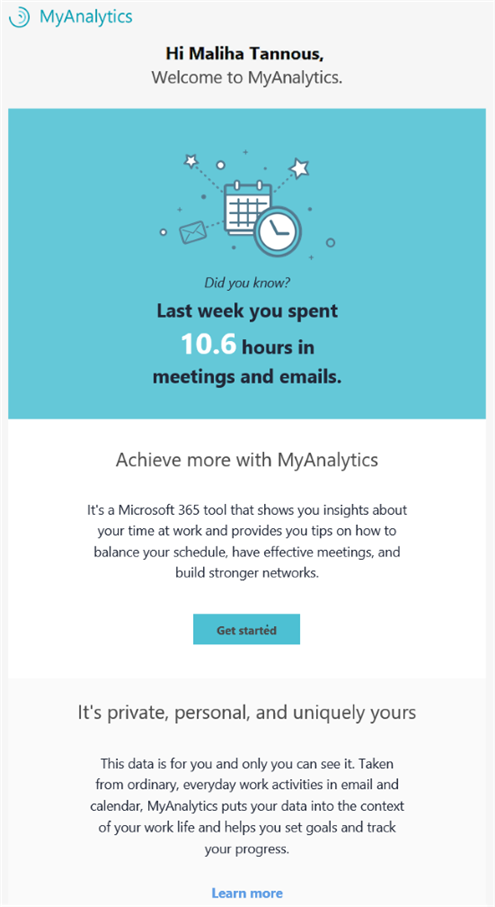 MyAnalytics
Hi Maliha Tannous,
Welcome to MyAnalytics.
Did you know?
Last week you spent
10.6 hours in
meetings and emails.
Achieve more with MyAnalytics
It's a Microsoft 365 tool that shows you insights about
your time at work and provides you tips on how to
balance your schedule, have effective meetings, and
build stronger networks.
Get started
It's private, personal, and uniquely yours
This data is for you and only you can see it. Taken
from ordinary, everyday work activities in email and
calendar, MyAnalytics puts your data into the context
of your work life and helps you set goals and track
your progress.
Learn more